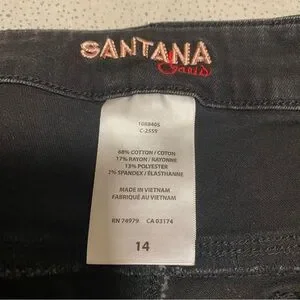 SANTANA
Jeans
1088405
C-2559
68% COTTON / COTON
17% RAYON / RAYONNE
13% POLYESTER
2% SPANDEX / ÉLASTHANNE
MADE IN VIETNAM
FABRIQUÉ AU VIETNAM
RN 74979 CA 03174
14